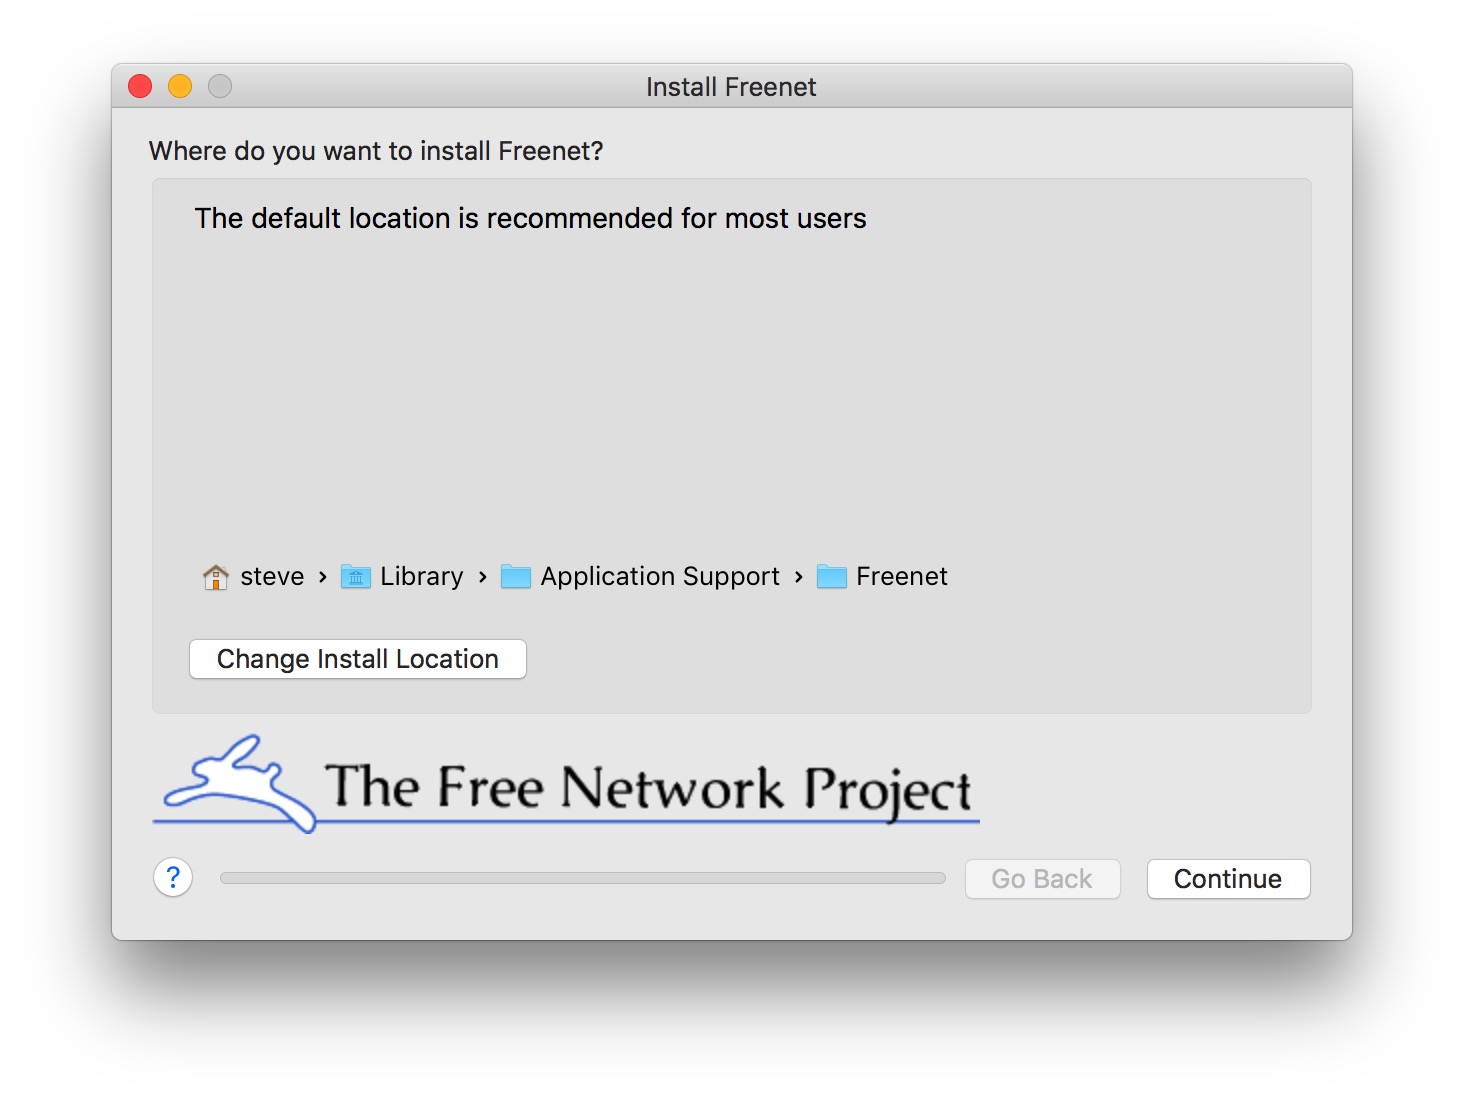 Install Freenet
Where do you want to install Freenet?
The default location is recommended for most users
steve › Library › Application Support › Freenet
Change Install Location
The Free Network Project
?
Go Back
Continue